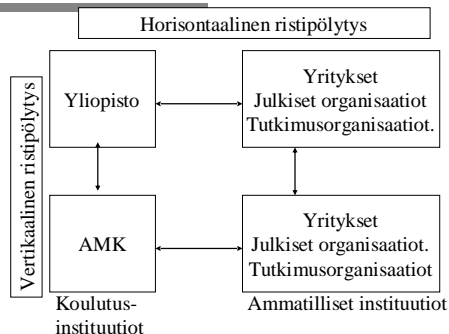 Horisontaalinen ristipölytys
Vertikaalinen ristipölytys
Yliopisto
Yritykset
Julkiset organisaatiot
Tutkimusorganisaatiot.
AMK
Yritykset
Julkiset organisaatiot.
Tutkimusorganisaatiot
Koulutus-
instituutiot
Ammatilliset instituutiot